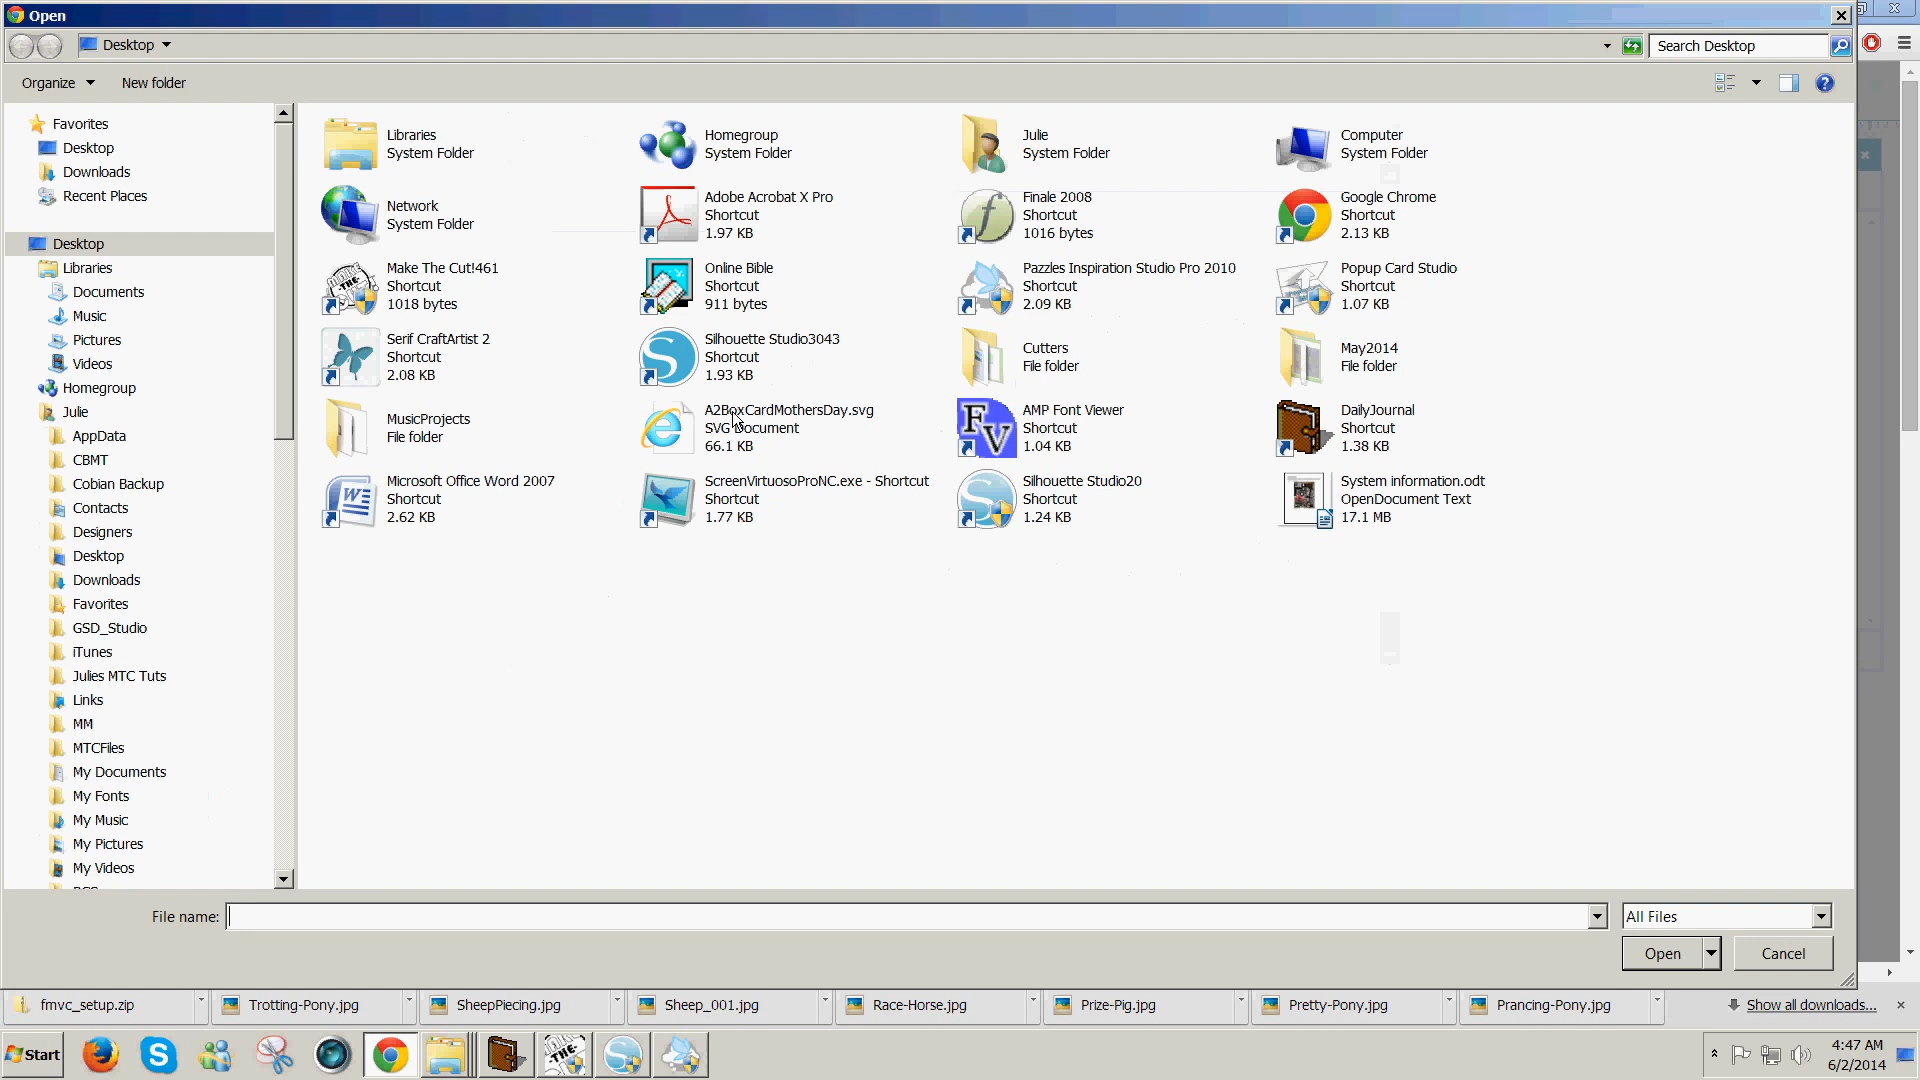 Open
Desktop
Search Desktop
Organize
New folder
Favorites
Desktop
Downloads
Recent Places
Desktop
Libraries
Documents
Music
Pictures
Videos
Homegroup
Julie
AppData
CBMT
Cobian Backup
Contacts
Designers
Desktop
Downloads
Favorites
GSD_Studio
iTunes
Julies MTC Tuts
Links
MM
MTCFiles
My Documents
My Fonts
My Music
My Pictures
My Videos
Libraries
System Folder
Homegroup
System Folder
Julie
System Folder
Computer
System Folder
Network
System Folder
Adobe Acrobat X Pro
Shortcut
1.97 KB
Finale 2008
Shortcut
1016 bytes
Google Chrome
Shortcut
2.13 KB
Make The Cut!461
Shortcut
1018 bytes
Online Bible
Shortcut
911 bytes
Pazzles Inspiration Studio Pro 2010
Shortcut
2.09 KB
Popup Card Studio
Shortcut
1.07 KB
Serif CraftArtist 2
Shortcut
2.08 KB
Silhouette Studio3043
Shortcut
1.93 KB
Cutters
File folder
May2014
File folder
MusicProjects
File folder
A2BoxCardMothersDay.svg
SVG Document
66.1 KB
AMP Font Viewer
Shortcut
1.04 KB
DailyJournal
Shortcut
1.38 KB
Microsoft Office Word 2007
Shortcut
2.62 KB
ScreenVirtuosoProNC.exe - Shortcut
Shortcut
1.77 KB
Silhouette Studio20
Shortcut
1.24 KB
System information.odt
OpenDocument Text
17.1 MB
File name:
All Files
Open
Cancel
fmvc_setup.zip
Trotting-Pony.jpg
SheepPiecing.jpg
Sheep_001.jpg
Race-Horse.jpg
Prize-Pig.jpg
Pretty-Pony.jpg
Prancing-Pony.jpg
Show all downloads...
Start
4:47 AM
6/2/2014